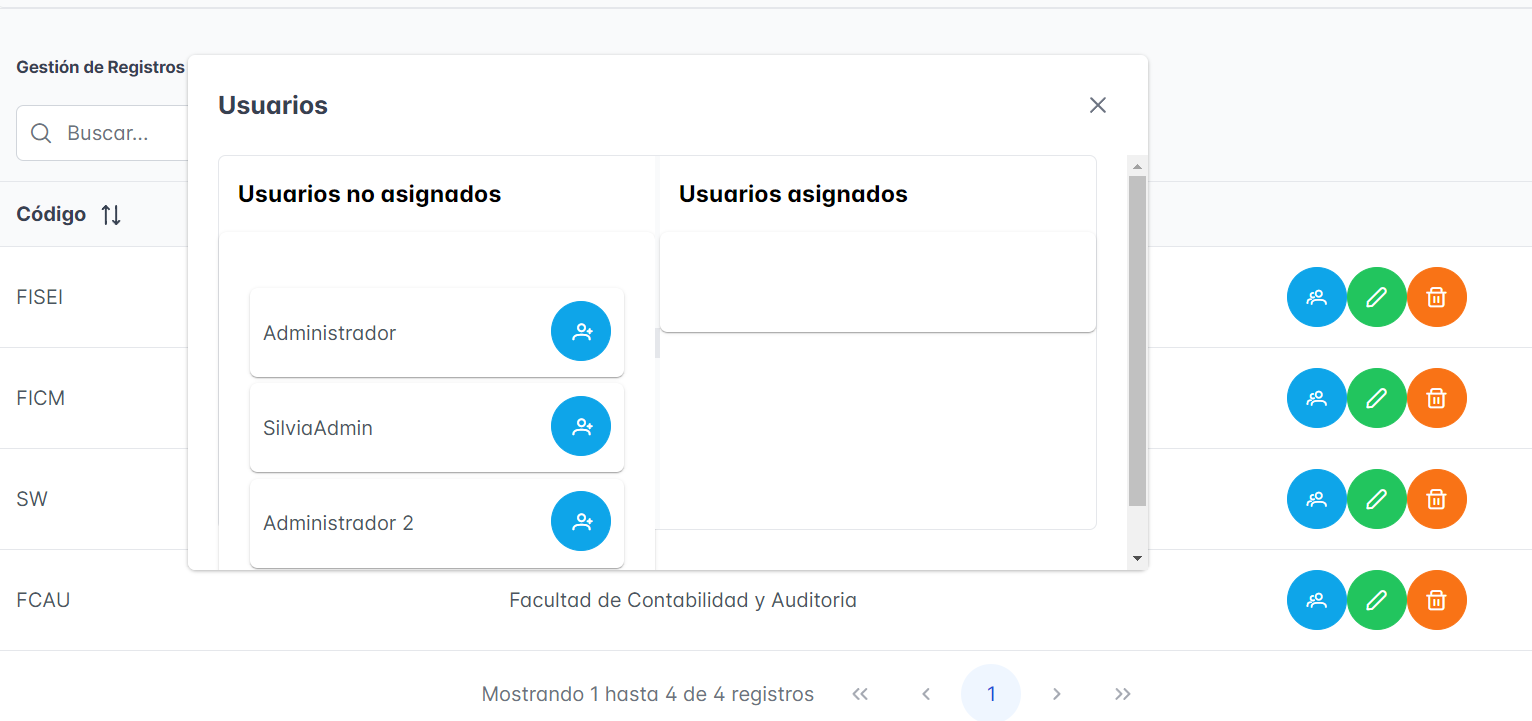 Gestión de Registros
Buscar...
Código
FISEI
FICM
SW
FCAU
Usuarios
Usuarios no asignados
Administrador
SilviaAdmin
Administrador 2
Usuarios asignados
Facultad de Contabilidad y Auditoria
Mostrando 1 hasta 4 de 4 registros
1